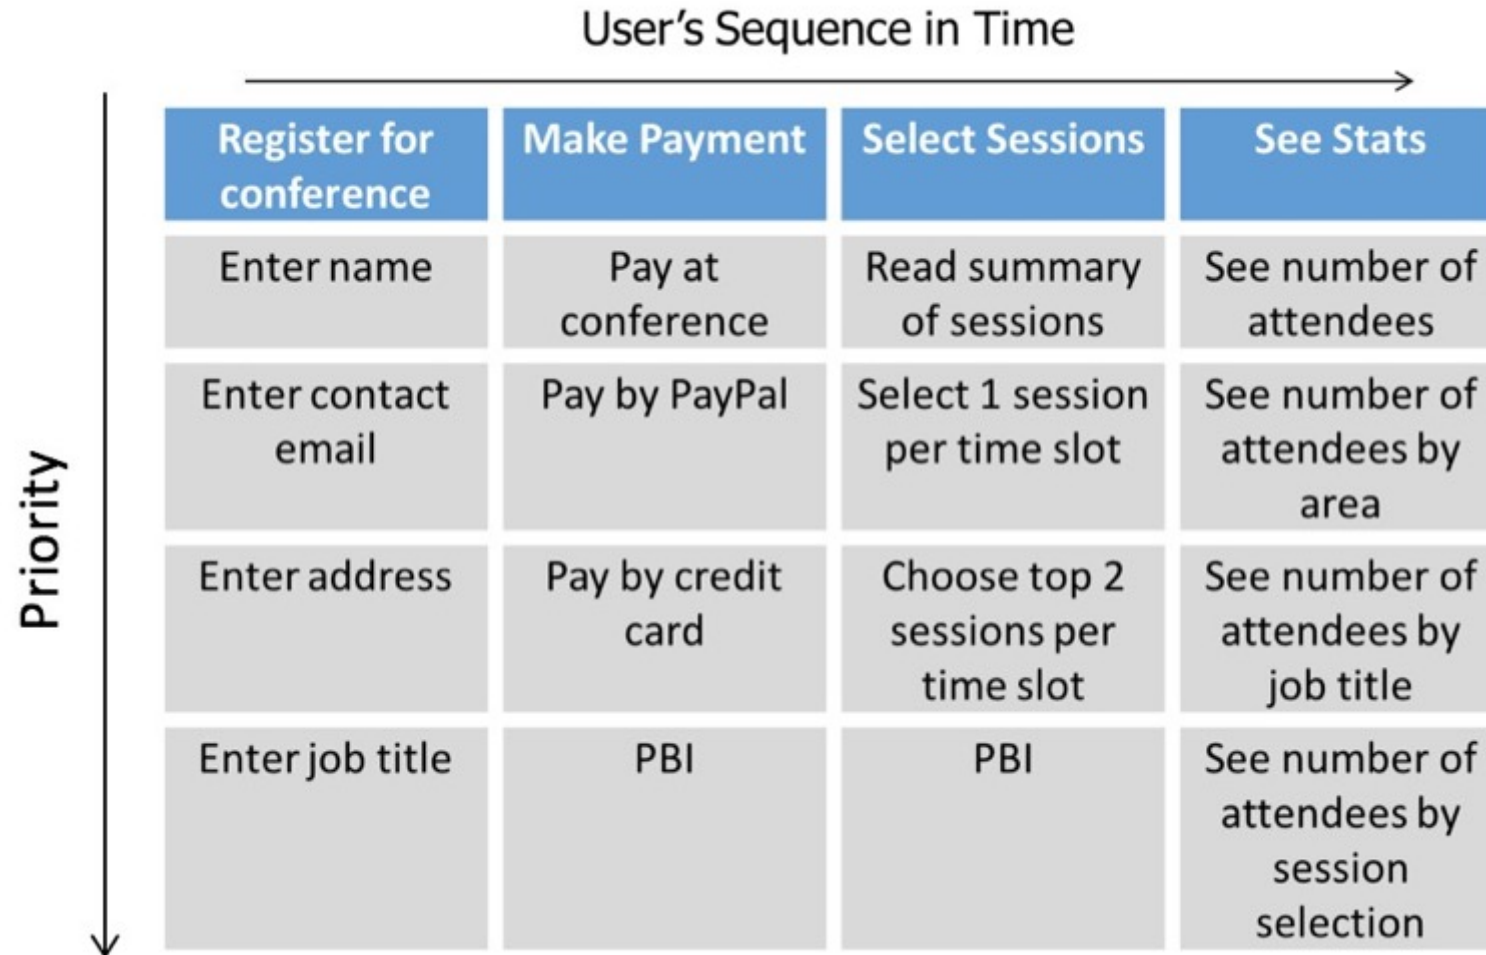 User's Sequence in Time
Priority
Register for
conference
Make Payment
Select Sessions
See Stats
Enter name
Pay at
conference
Read summary
of sessions
See number of
attendees
Enter contact
email
Pay by PayPal
Select 1 session
per time slot
See number of
attendees by
area
Enter address
Pay by credit
card
Choose top 2
sessions per
time slot
See number of
attendees by
job title
Enter job title
PBI
PBI
See number of
attendees by
session
selection